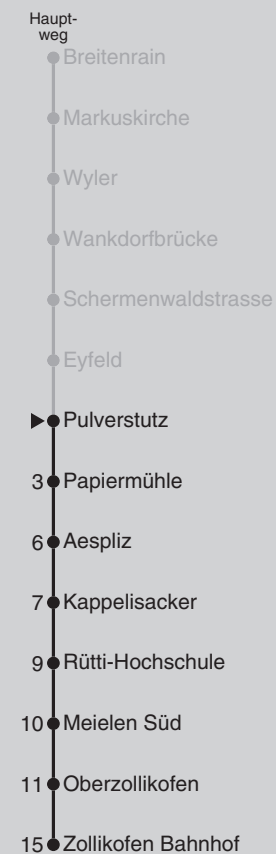 Haupt-
weg
Breitenrain
Markuskirche
Wyler
Wankdorfbrücke
Schermenwaldstrasse
Eyfeld
Pulverstutz
3 Papiermühle
6 Aespliz
7 Kappelisacker
9 Rütti-Hochschule
10 Meielen Süd
11 Oberzollikofen
15 Zollikofen Bahnhof